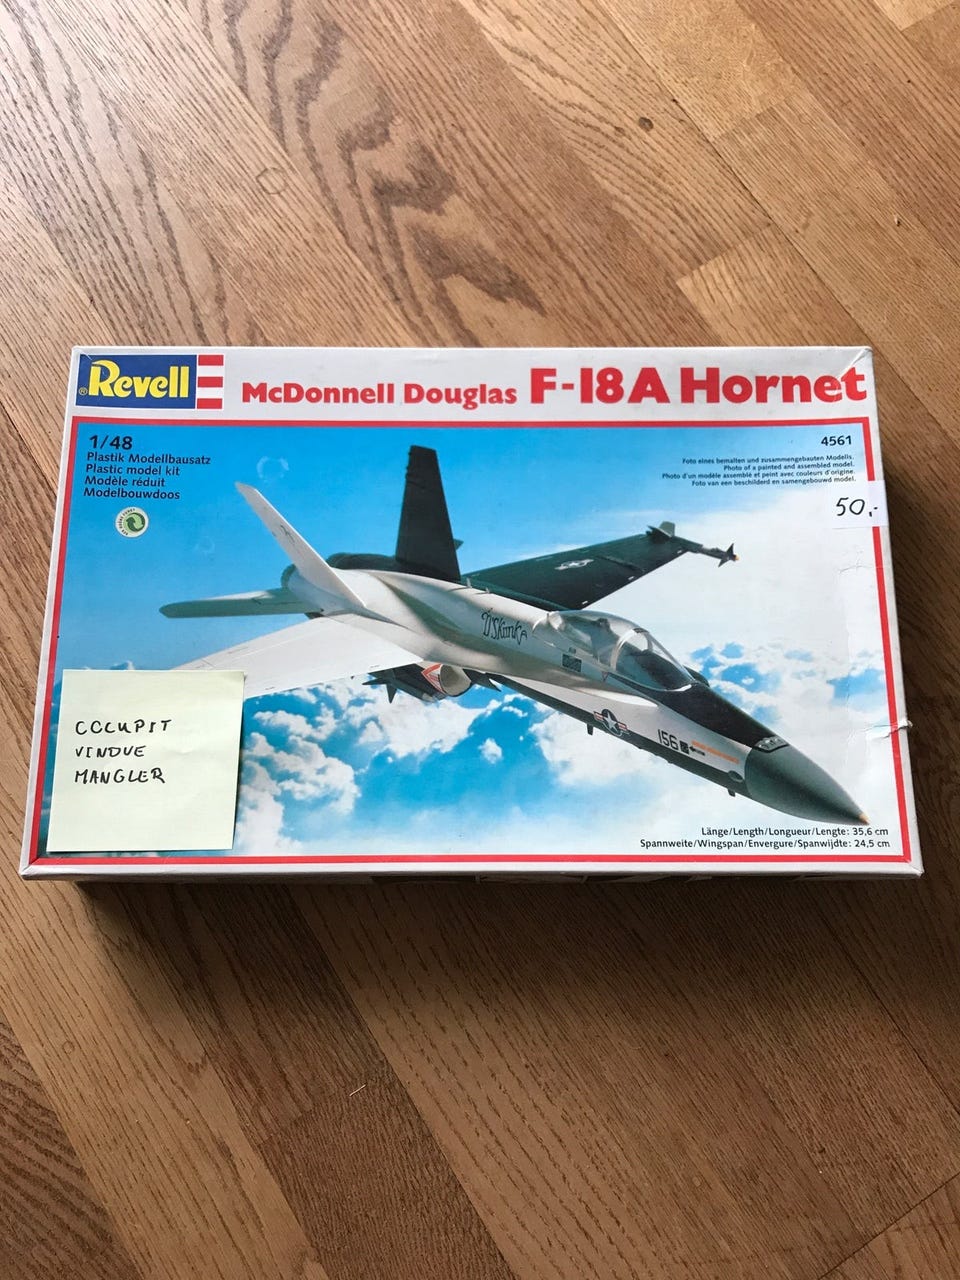 Revell
McDonnell Douglas F-18A Hornet
1/48
Plastik Modellbausatz
Plastic model kit
Modèle réduit
Modelbouwdoos
4561
Foto eines bemalten und zusammengebauten Modells.
Photo of a painted and assembled model.
Photo d'un modèle assemblé et peint avec couleurs d'origine.
Foto van een beschilderd en samengebouwd model.
50,-
156
COCKPIT
VINDUE
MANGLER
Länge/Length/Longueur/Lengte: 35,6 cm
Spannweite/Wingspan/Envergure/Spanwijdte: 24,5 cm